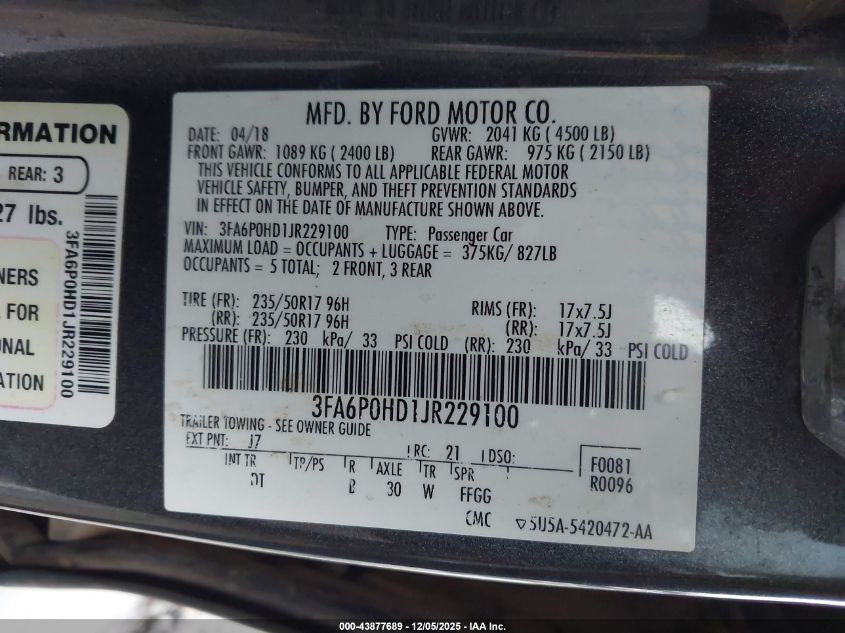 RMATION
REAR: 3
27 lbs.
NERS
L FOR
ONAL
ATION
3FA6P0HD1JR229100
MFD. BY FORD MOTOR CO.
DATE: 04/18 GVWR: 2041 KG ( 4500 LB)
FRONT GAWR: 1089 KG ( 2400 LB) REAR GAWR: 975 KG ( 2150 LB)
THIS VEHICLE CONFORMS TO ALL APPLICABLE FEDERAL MOTOR
VEHICLE SAFETY, BUMPER, AND THEFT PREVENTION STANDARDS
IN EFFECT ON THE DATE OF MANUFACTURE SHOWN ABOVE.
VIN: 3FA6P0HD1JR229100 TYPE: Passenger Car
MAXIMUM LOAD = OCCUPANTS + LUGGAGE = 375KG/ 827LB
OCCUPANTS = 5 TOTAL; 2 FRONT, 3 REAR
TIRE (FR): 235/50R17 96H RIMS (FR): 17x7.5J
(RR): 235/50R17 96H (RR): 17x7.5J
PRESSURE (FR): 230 kPa/ 33 PSI COLD (RR): 230 kPa/ 33 PSI COLD
3FA6P0HD1JR229100
TRAILER TOWING - SEE OWNER GUIDE
EXT PNT: J7 RC: 21 DSO: F0081
INT TR TP/PS R AXLE TR SPR R0096
DT B 30 W FFGG
CMC ▽5U5A-5420472-AA
000-43877689 - 12/05/2025 - IAA Inc.